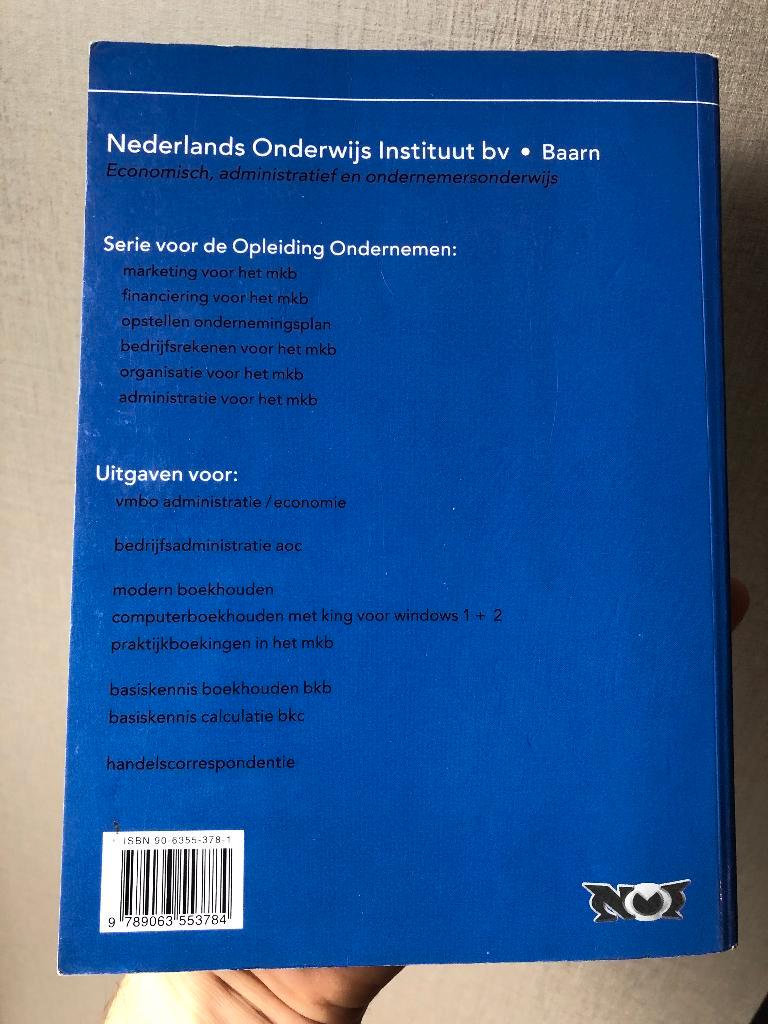 Nederlands Onderwijs Instituut bv • Baarn
Economisch, administratief en ondernemersonderwijs
Serie voor de Opleiding Ondernemen:
marketing voor het mkb
financiering voor het mkb
opstellen ondernemingsplan
bedrijfsrekenen voor het mkb
organisatie voor het mkb
administratie voor het mkb
Uitgaven voor:
vmbo administratie / economie
bedrijfsadministratie aoc
modern boekhouden
computerboekhouden met king voor windows 1 + 2
praktijkboekingen in het mkb
basiskennis boekhouden bkb
basiskennis calculatie bkc
handelscorrespondentie
ISBN 90-6355-378-1
9 789063 553784
NOI